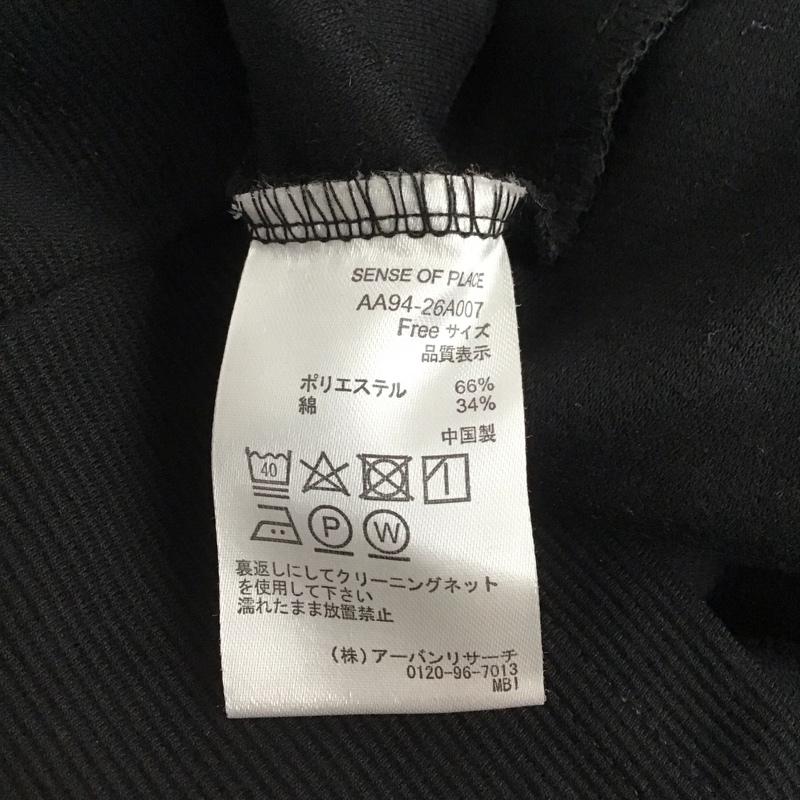 SENSE OF PLACE
AA94-26A007
Free サイズ
品質表示
ポリエステル 66%
綿 34%
中国製
40
P W
裏返しにしてクリーニングネット
を使用して下さい
濡れたまま放置禁止
(株)アーバンリサーチ
0120-96-7013
MBI